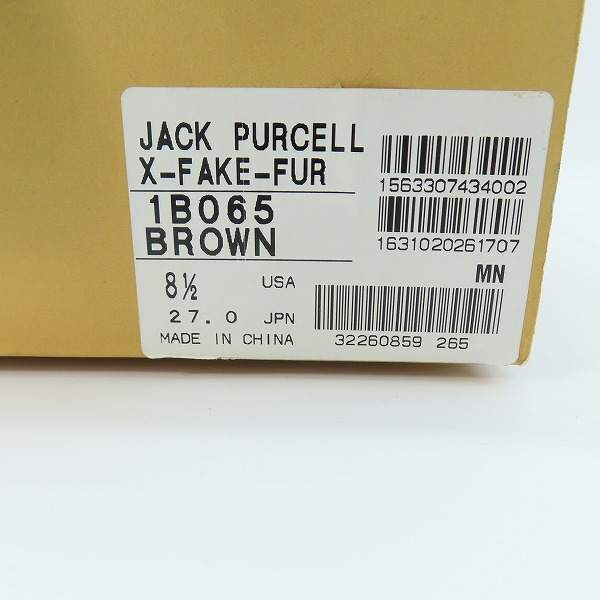 JACK PURCELL
X-FAKE-FUR
1B065
BROWN
8½ USA
27.0 JPN
MADE IN CHINA
1563307434002
1631020261707
MN
32260859 265